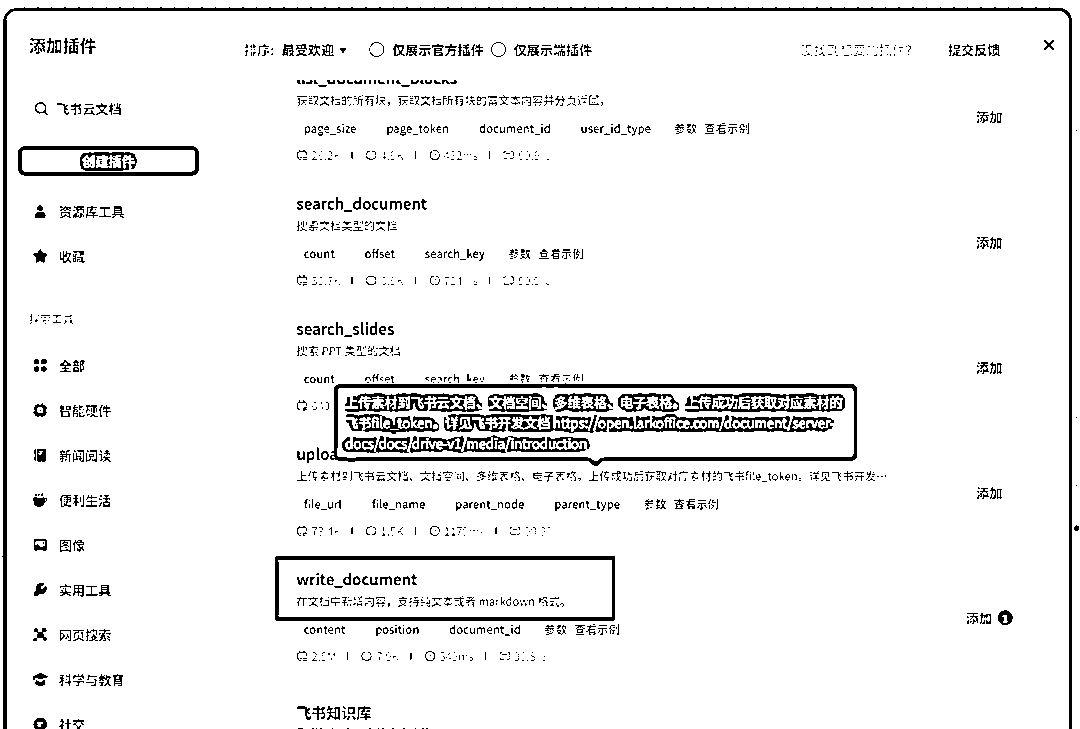 添加插件
排序: 最受欢迎
仅展示官方插件
仅展示端插件
提交反馈
飞书云文档
创建插件
资源库工具
收藏
探索工具
全部
智能硬件
新闻阅读
便利生活
图像
实用工具
网页搜索
科学与教育
社交
list_document_blocks
获取文档的所有块，获取文档所有块的富文本内容并分页返回。
page_size page_token document_id user_id_type 参数 查看示例
添加
search_document
搜索文档类型的文档
count offset search_key 参数 查看示例
添加
search_slides
搜索 PPT 类型的文档
count offset search_key 参数 查看示例
添加
上传素材到飞书云文档、文档空间、多维表格、电子表格。上传成功后获取对应素材的
飞书file_token。详见飞书开发文档 https://open.larkoffice.com/document/server-
docs/docs/drive-v1/media/introduction
uploa
上传素材到飞书云文档、文档空间、多维表格、电子表格。上传成功后获取对应素材的飞书file_token。详见飞书开发…
file_url file_name parent_node parent_type 参数 查看示例
添加
write_document
在文档中新增内容，支持纯文本或者 markdown 格式。
content position document_id 参数 查看示例
添加 1
飞书知识库